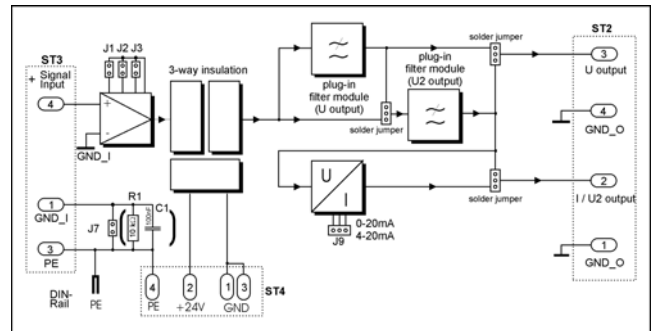 J1 J2 J3
ST3
+ Signal
Input
4
+
-
GND_I
3-way insulation
plug-in
filter module
(U output)
solder jumper
plug-in
filter module
(U2 output)
solder jumper
ST2
3
U output
4
GND_O
U
I
0-20mA
4-20mA
J9
solder jumper
2
I / U2 output
1
GND_O
1
GND_I
J7
R1
10 kΩ
100nF
C1
3
PE
DIN-
Rail
PE
4
PE
2
+24V
1
3
GND
ST4